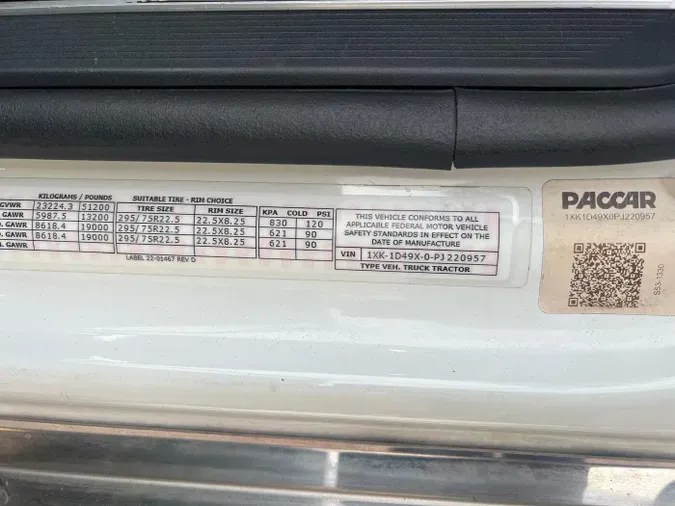 KILOGRAMS / POUNDS SUITABLE TIRE - RIM CHOICE
GVWR 23224.3 51200 TIRE SIZE RIM SIZE KPA COLD PSI
GAWR 5987.5 13200 295/75R22.5 22.5X8.25 830 120
GAWR 8618.4 19000 295/75R22.5 22.5X8.25 621 90
GAWR 8618.4 19000 295/75R22.5 22.5X8.25 621 90
LABEL 22-01467 REV D
THIS VEHICLE CONFORMS TO ALL
APPLICABLE FEDERAL MOTOR VEHICLE
SAFETY STANDARDS IN EFFECT ON THE
DATE OF MANUFACTURE
VIN 1XK-1D49X-0-PJ220957
TYPE VEH. TRUCK TRACTOR
PACCAR
1XK1D49X0PJ220957
S53-1330